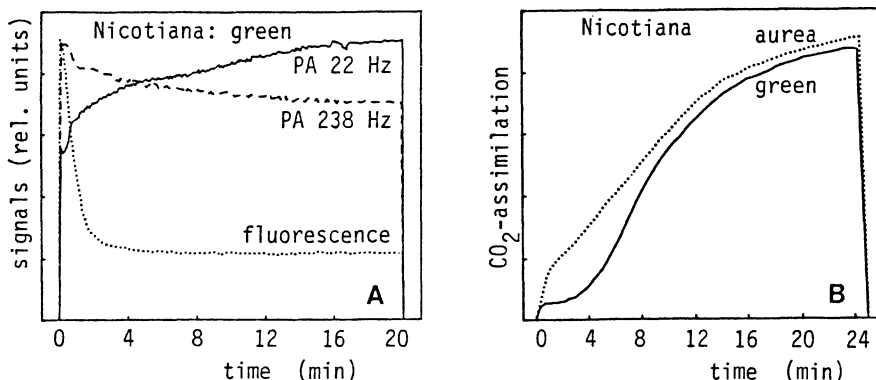 signals (rel. units)
Nicotiana: green
PA 22 Hz
PA 238 Hz
fluorescence
A
0 4 8 12 16 20
time (min)
CO2-assimilation
Nicotiana
aurea
green
B
0 4 8 12 16 20 24
time (min)